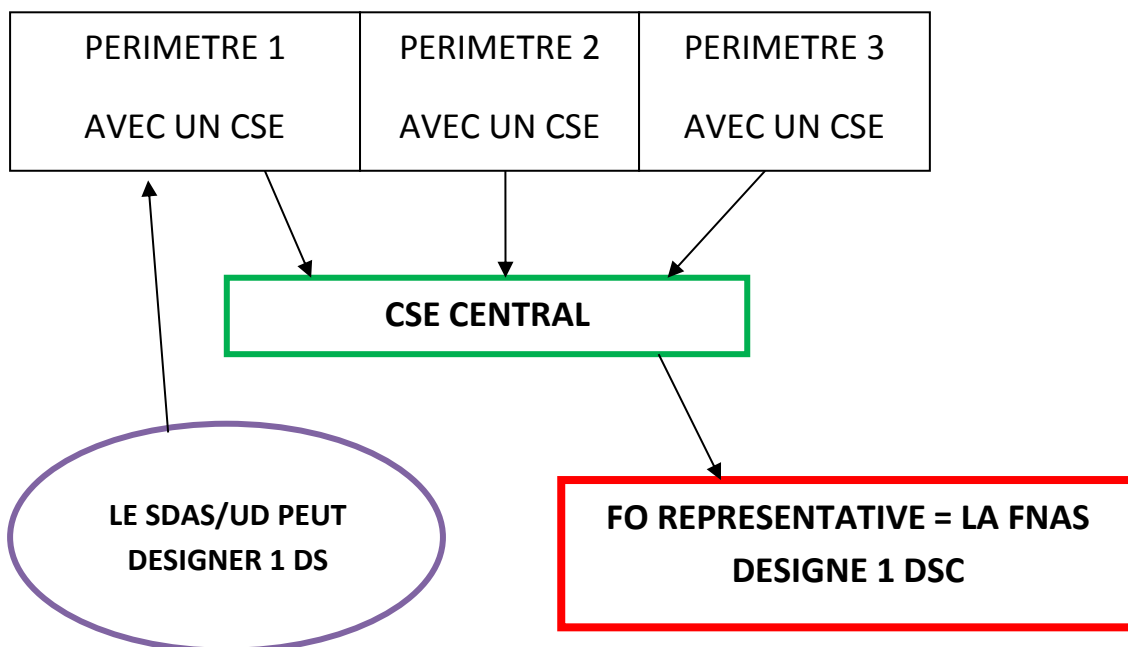 PERIMETRE 1
AVEC UN CSE
PERIMETRE 2
AVEC UN CSE
PERIMETRE 3
AVEC UN CSE
CSE CENTRAL
LE SDAS/UD PEUT
DESIGNER 1 DS
FO REPRESENTATIVE = LA FNAS
DESIGNE 1 DSC